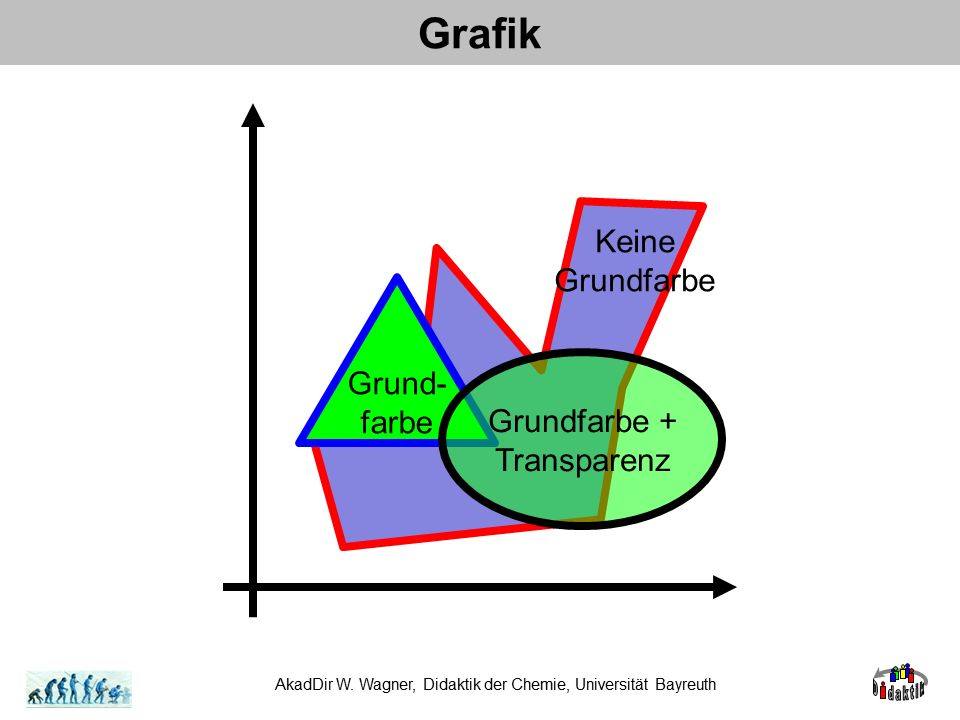 Grafik
Keine
Grundfarbe
Grund-
farbe
Grundfarbe +
Transparenz
AkadDir W. Wagner, Didaktik der Chemie, Universität Bayreuth
Didaktik